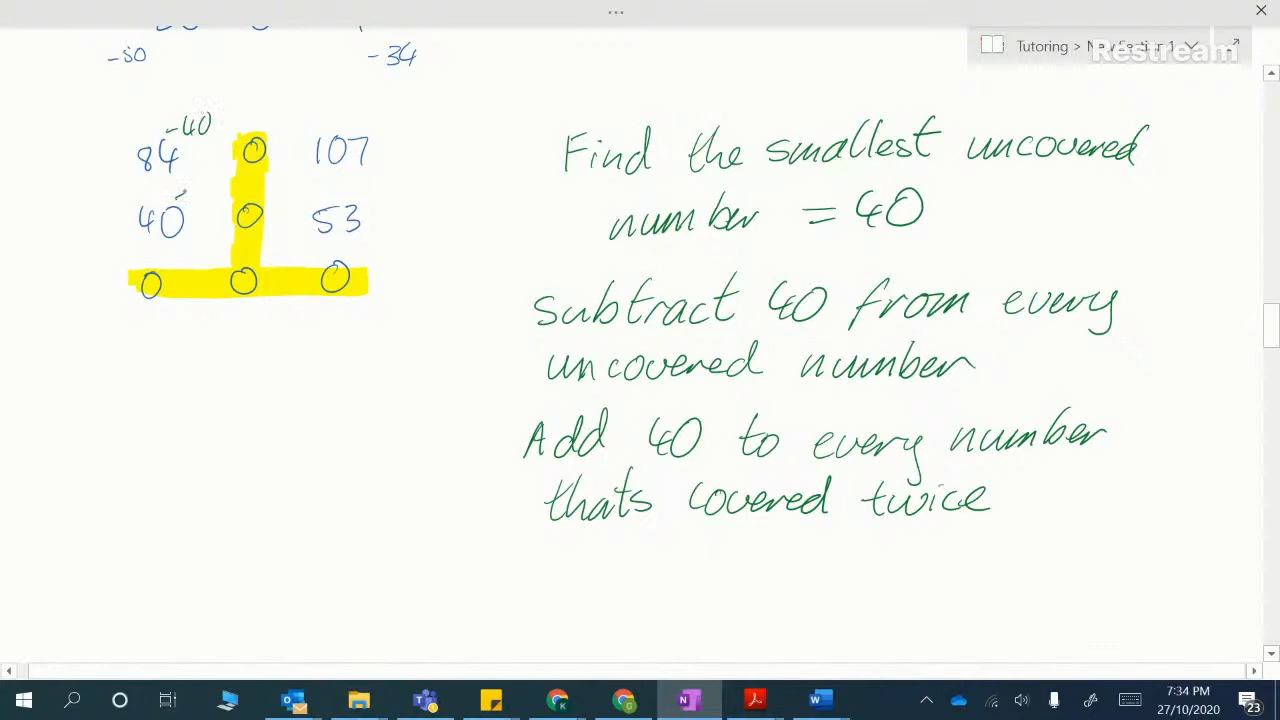 -50 -34
Tutoring > New Section 1
Restream
-40
84 0 107
40 0 53
0 0 0
Find the smallest uncovered
number = 40
Subtract 40 from every
uncovered number
Add 40 to every number
thats covered twice
7:34 PM
27/10/2020
23